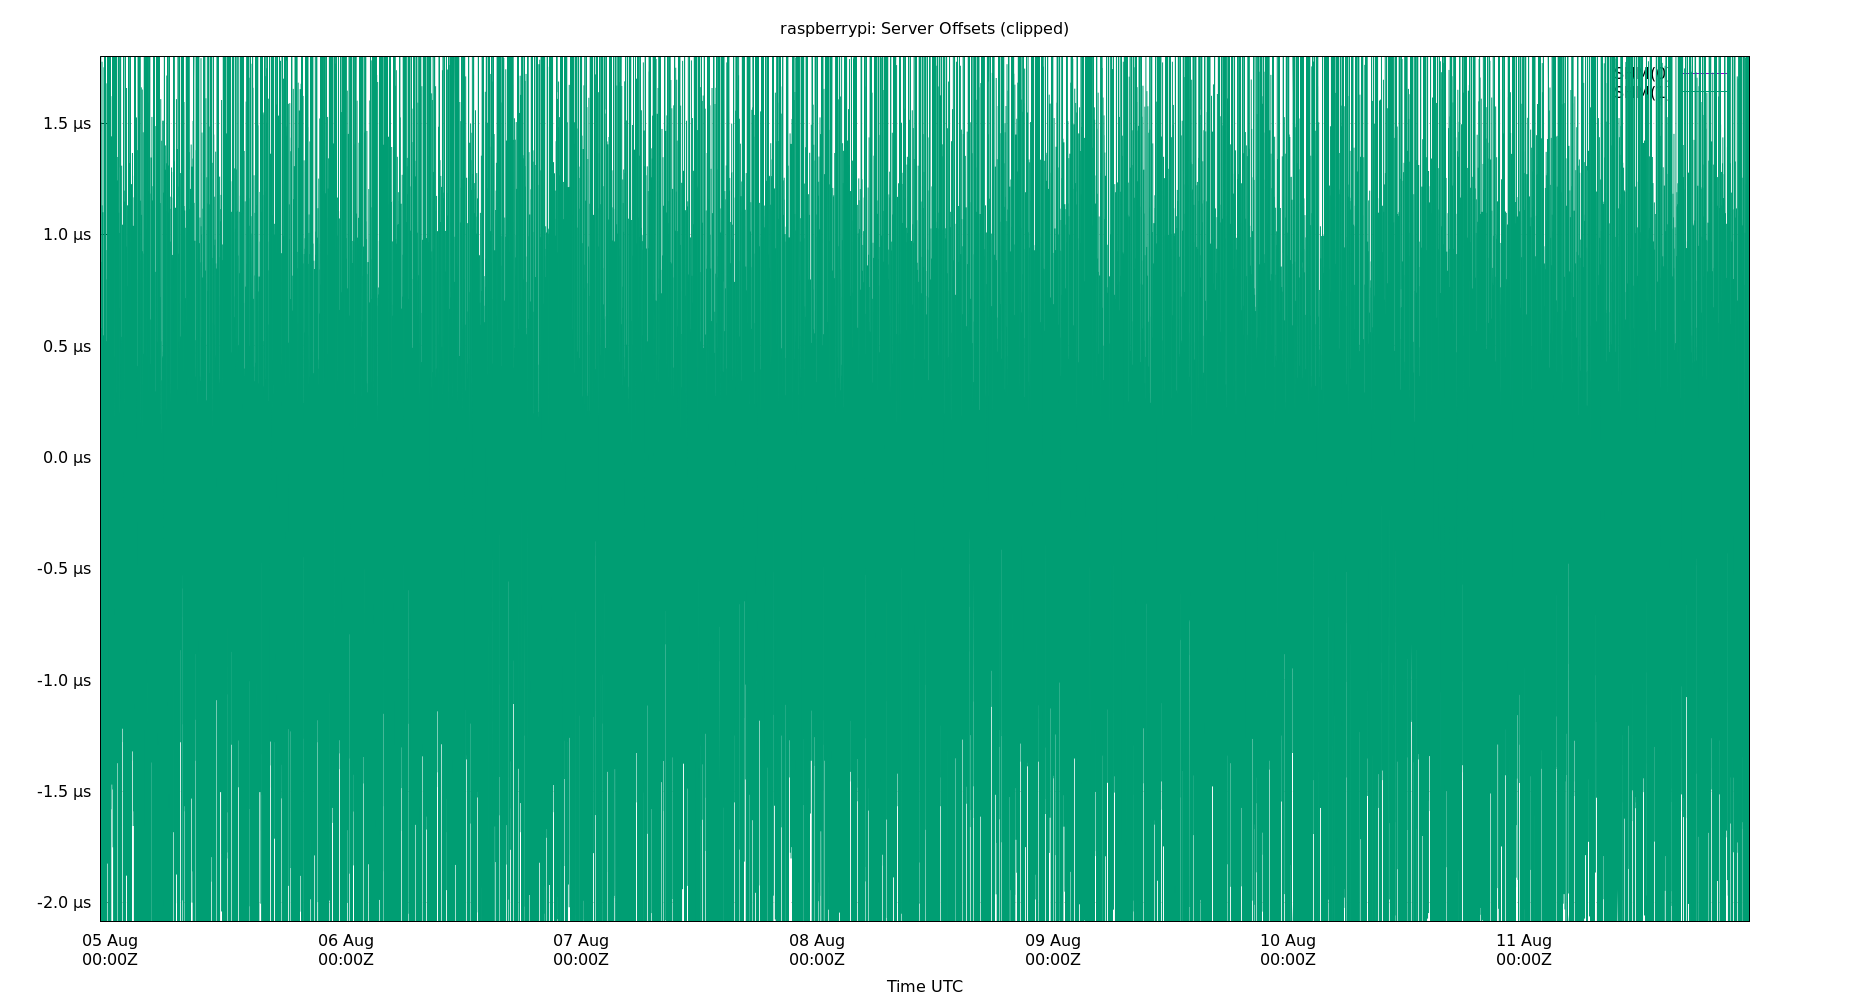 raspberrypi: Server Offsets (clipped)
1.5 µs
1.0 µs
0.5 µs
0.0 µs
-0.5 µs
-1.0 µs
-1.5 µs
-2.0 µs
05 Aug 06 Aug 07 Aug 08 Aug 09 Aug 10 Aug 11 Aug
00:00Z 00:00Z 00:00Z 00:00Z 00:00Z 00:00Z 00:00Z
Time UTC